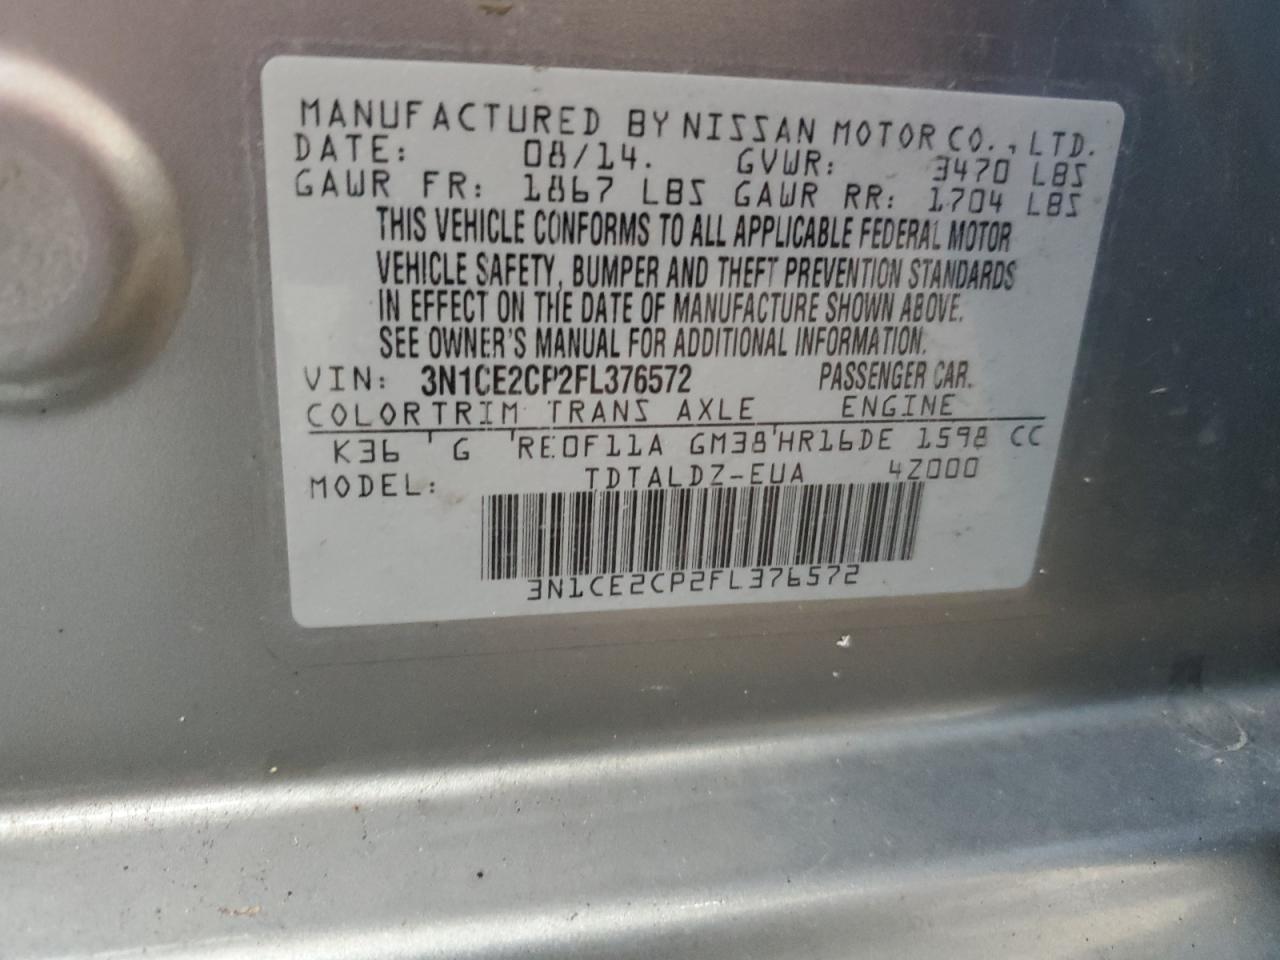 MANUFACTURED BY NISSAN MOTOR CO., LTD.
DATE: 08/14. GVWR: 3470 LBS
GAWR FR: 1867 LBS GAWR RR: 1704 LBS
THIS VEHICLE CONFORMS TO ALL APPLICABLE FEDERAL MOTOR
VEHICLE SAFETY, BUMPER AND THEFT PREVENTION STANDARDS
IN EFFECT ON THE DATE OF MANUFACTURE SHOWN ABOVE.
SEE OWNER'S MANUAL FOR ADDITIONAL INFORMATION.
VIN: 3N1CE2CP2FL376572 PASSENGER CAR.
COLOR TRIM TRANS AXLE ENGINE
K36 ' G 'RE0F11A GM38'HR16DE 1598 CC
MODEL: TDTALDZ-EUA 4Z000
3N1CE2CP2FL376572